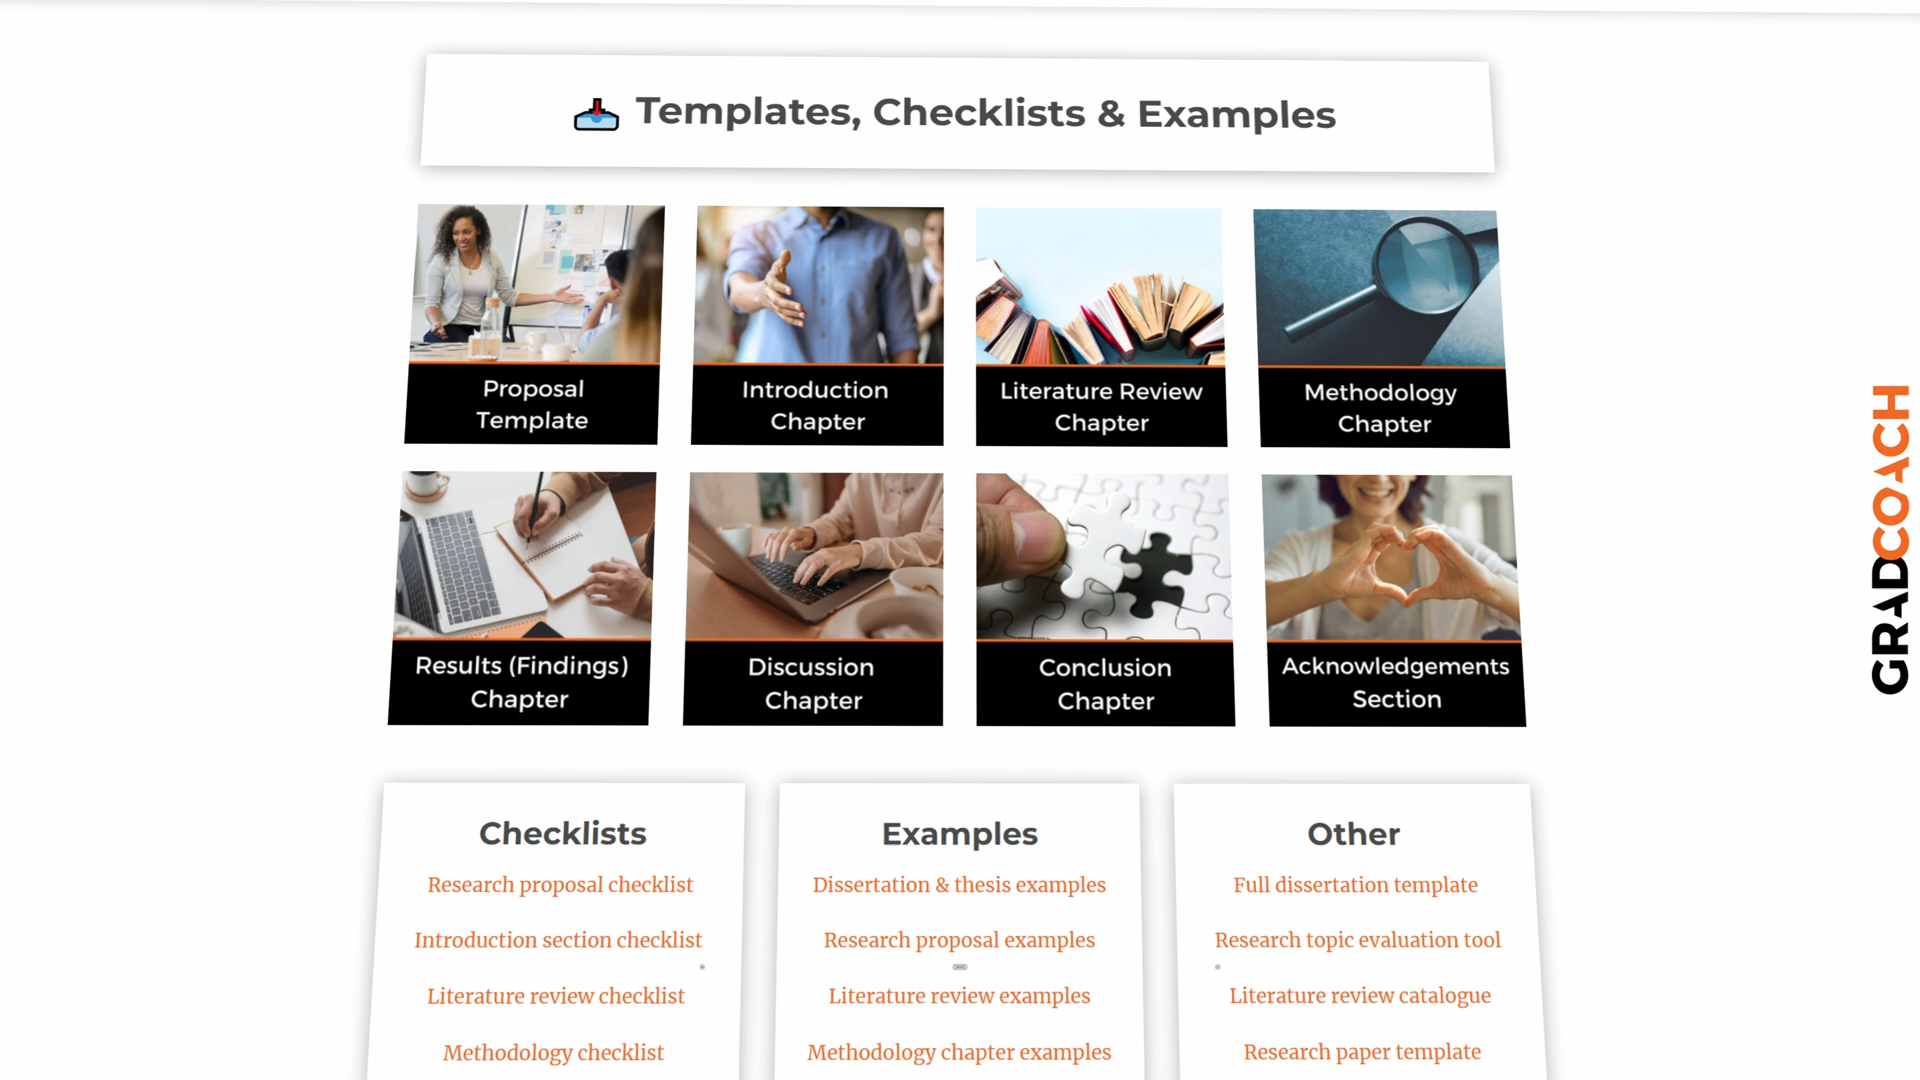 Templates, Checklists & Examples
Proposal
Template
Introduction
Chapter
Literature Review
Chapter
Methodology
Chapter
Results (Findings)
Chapter
Discussion
Chapter
Conclusion
Chapter
Acknowledgements
Section
GRADCOACH
Checklists
Research proposal checklist
Introduction section checklist
Literature review checklist
Methodology checklist
Examples
Dissertation & thesis examples
Research proposal examples
Literature review examples
Methodology chapter examples
Other
Full dissertation template
Research topic evaluation tool
Literature review catalogue
Research paper template